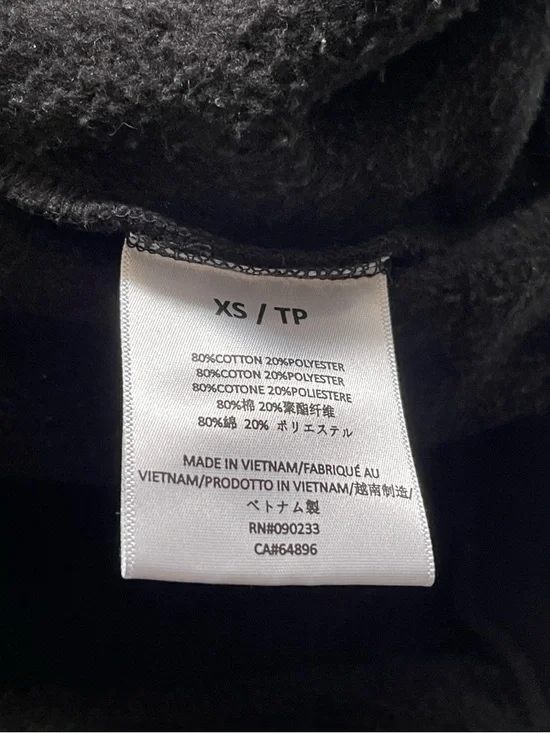 XS / TP
80%COTTON 20%POLYESTER
80%COTON 20%POLYESTER
80%COTONE 20%POLIESTERE
80%棉 20%聚酯纤维
80%綿 20% ポリエステル
MADE IN VIETNAM/FABRIQUÉ AU
VIETNAM/PRODOTTO IN VIETNAM/越南制造/
ベトナム製
RN#090233
CA#64896